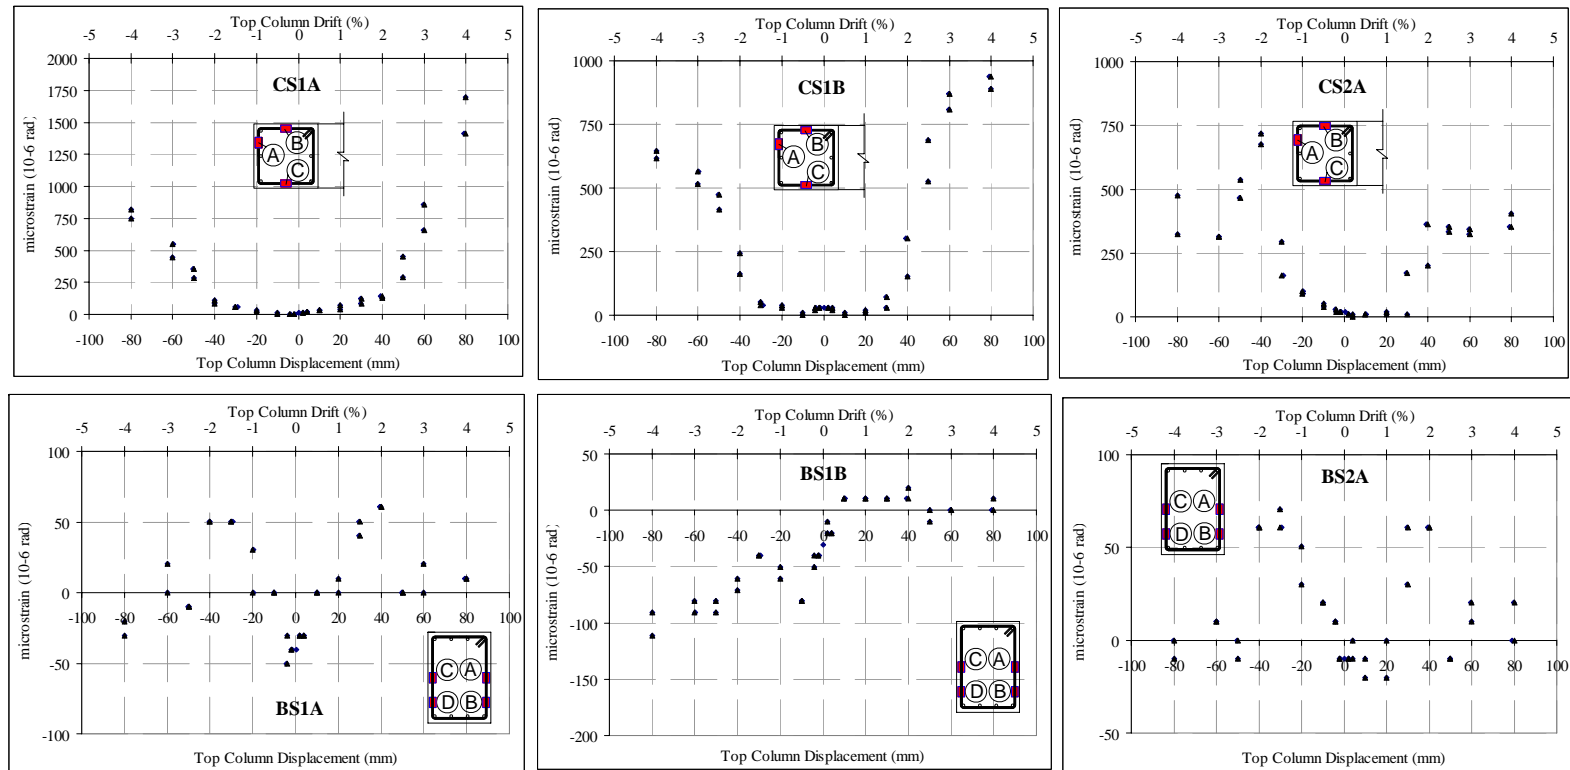 Top Column Drift (%)
-5 -4 -3 -2 -1 0 1 2 3 4 5
2000
1750
1500
1250
1000
750
500
250
0
microstrain (10-6 rad)
CS1A
A
B
C
-100 -80 -60 -40 -20 0 20 40 60 80 100
Top Column Displacement (mm)
Top Column Drift (%)
-5 -4 -3 -2 -1 0 1 2 3 4 5
1000
750
500
250
0
microstrain (10-6 rad)
CS1B
A
B
C
-100 -80 -60 -40 -20 0 20 40 60 80 100
Top Column Displacement (mm)
Top Column Drift (%)
-5 -4 -3 -2 -1 0 1 2 3 4 5
1000
750
500
250
0
microstrain (10-6 rad)
CS2A
A
B
C
-100 -80 -60 -40 -20 0 20 40 60 80 100
Top Column Displacement (mm)
Top Column Drift (%)
-5 -4 -3 -2 -1 0 1 2 3 4 5
100
50
0
-50
-100
microstrain (10-6 rad)
-100 -80 -60 -40 -20 0 20 40 60 80 100
C A
D B
BS1A
Top Column Displacement (mm)
Top Column Drift (%)
-5 -4 -3 -2 -1 0 1 2 3 4 5
50
0
-50
-100
-150
-200
microstrain (10-6 rad)
BS1B
-100 -80 -60 -40 -20 0 20 40 60 80 100
C A
D B
Top Column Displacement (mm)
Top Column Drift (%)
-5 -4 -3 -2 -1 0 1 2 3 4 5
100
50
0
-50
microstrain (10-6 rad)
BS2A
C A
D B
-100 -80 -60 -40 -20 0 20 40 60 80 100
Top Column Displacement (mm)